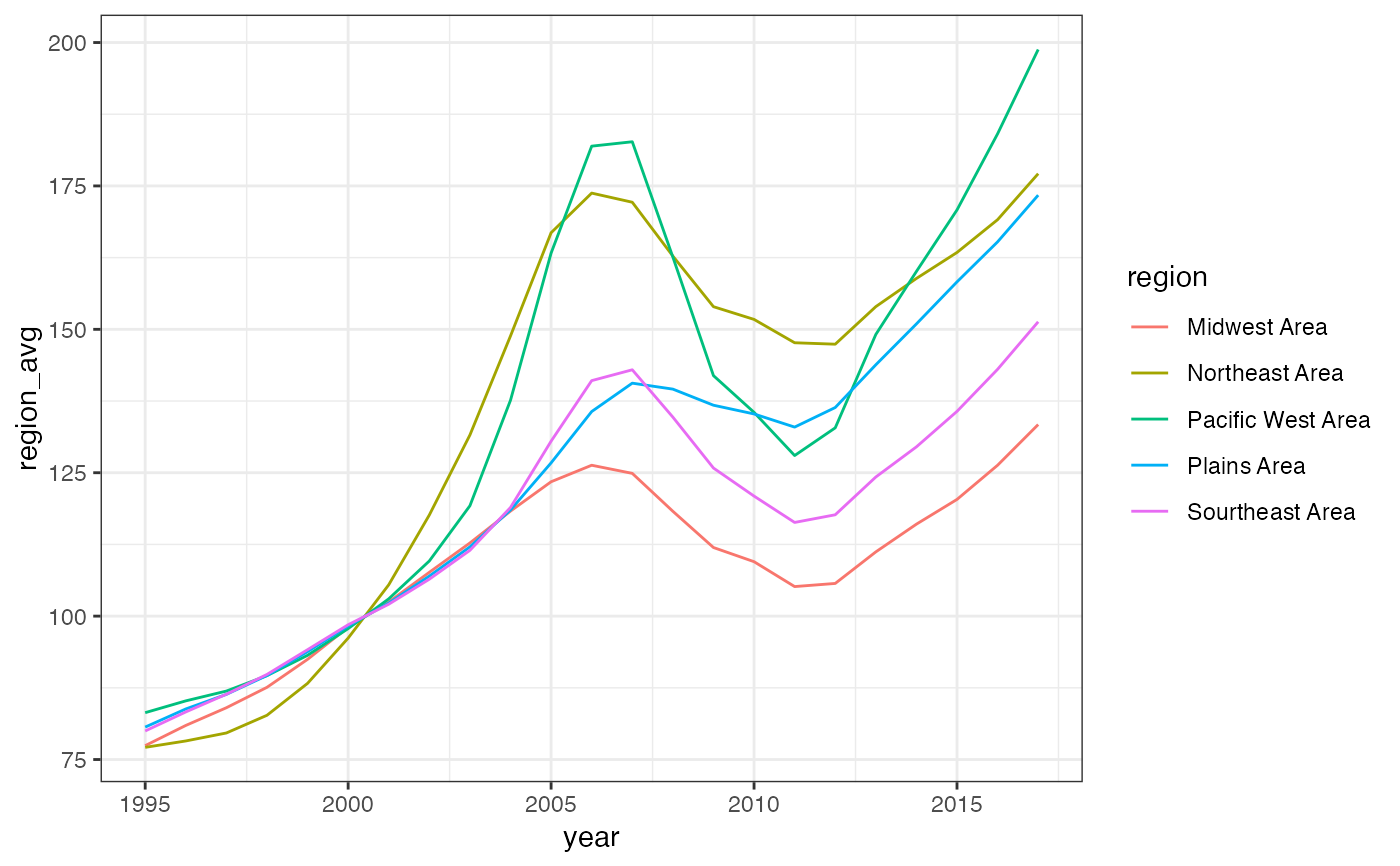 200
175
150
125
100
75
region_avg
1995 2000 2005 2010 2015
year
region
Midwest Area
Northeast Area
Pacific West Area
Plains Area
Sourtheast Area